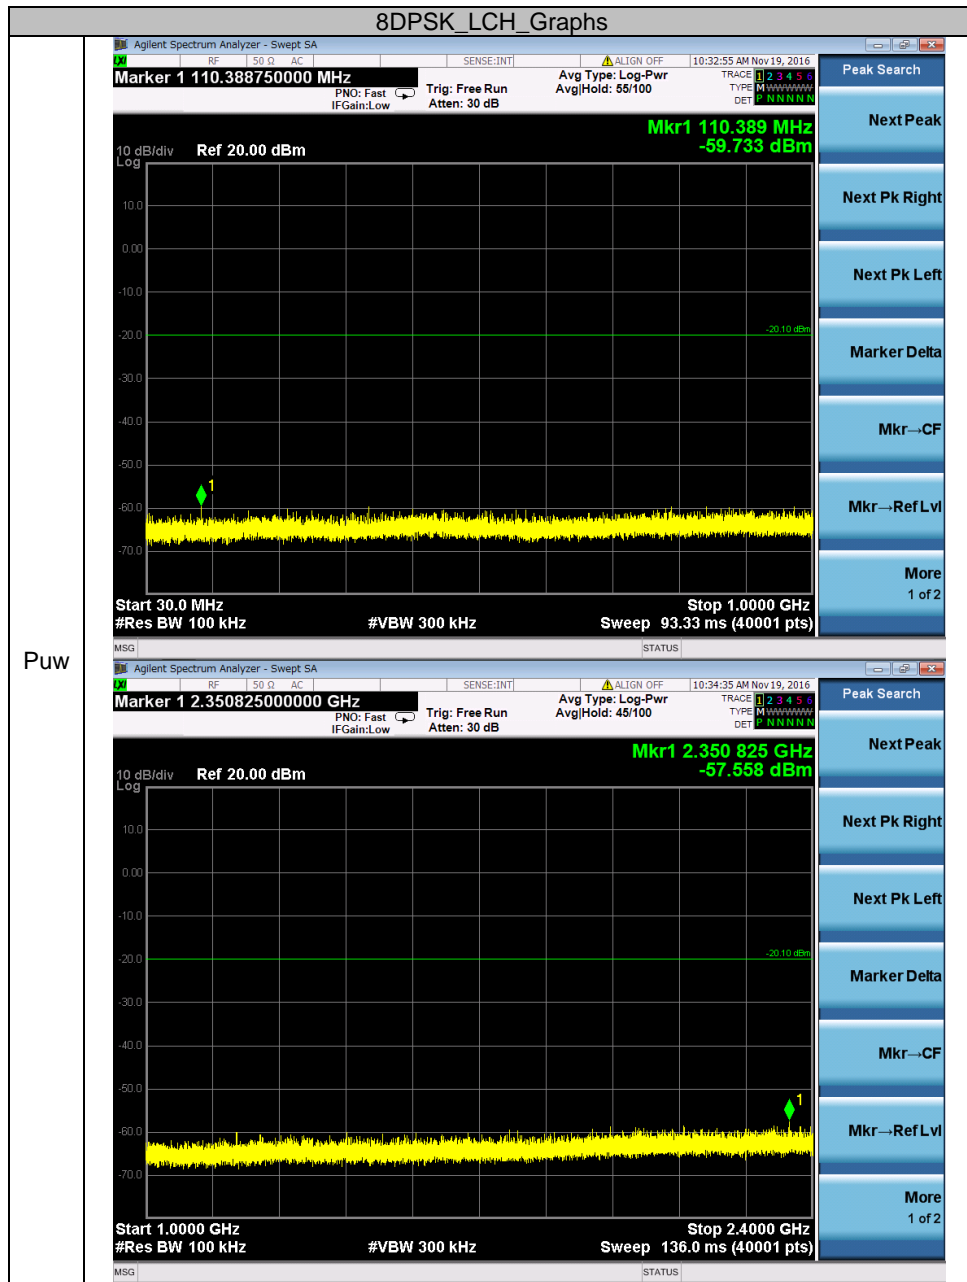 8DPSK_LCH_Graphs
Puw
Agilent Spectrum Analyzer - Swept SA
LXI RF 50 Ω AC SENSE:INT ALIGN OFF 10:32:55 AM Nov 19, 2016
Marker 1 110.388750000 MHz
PNO: Fast
IFGain:Low
Trig: Free Run
Atten: 30 dB
Avg Type: Log-Pwr
Avg|Hold: 55/100
TRACE 1 2 3 4 5 6
TYPE M WWWWW
DET P N N N N N
Mkr1 110.389 MHz
-59.733 dBm
10 dB/div Ref 20.00 dBm
Log
10.0
0.00
-10.0
-20.0
-20.10 dBm
-30.0
-40.0
-50.0
1
-60.0
-70.0
Start 30.0 MHz Stop 1.0000 GHz
#Res BW 100 kHz #VBW 300 kHz Sweep 93.33 ms (40001 pts)
MSG STATUS
Peak Search
Next Peak
Next Pk Right
Next Pk Left
Marker Delta
Mkr→CF
Mkr→Ref Lvl
More
1 of 2
Agilent Spectrum Analyzer - Swept SA
LXI RF 50 Ω AC SENSE:INT ALIGN OFF 10:34:35 AM Nov 19, 2016
Marker 1 2.350825000000 GHz
PNO: Fast
IFGain:Low
Trig: Free Run
Atten: 30 dB
Avg Type: Log-Pwr
Avg|Hold: 45/100
TRACE 1 2 3 4 5 6
TYPE M WWWWW
DET P N N N N N
Mkr1 2.350 825 GHz
-57.558 dBm
10 dB/div Ref 20.00 dBm
Log
10.0
0.00
-10.0
-20.0
-20.10 dBm
-30.0
-40.0
-50.0
1
-60.0
-70.0
Start 1.0000 GHz Stop 2.4000 GHz
#Res BW 100 kHz #VBW 300 kHz Sweep 136.0 ms (40001 pts)
MSG STATUS
Peak Search
Next Peak
Next Pk Right
Next Pk Left
Marker Delta
Mkr→CF
Mkr→Ref Lvl
More
1 of 2